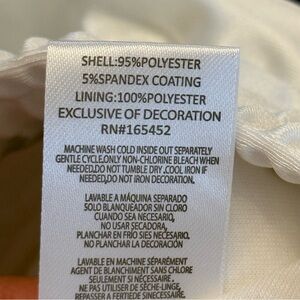 SHELL:95%POLYESTER
5%SPANDEX COATING
LINING:100%POLYESTER
EXCLUSIVE OF DECORATION
RN#165452
MACHINE WASH COLD INSIDE OUT SEPARATELY
GENTLE CYCLE,ONLY NON-CHLORINE BLEACH WHEN
NEEDED,DO NOT TUMBLE DRY ,COOL IRON IF
NEEDED,DO NOT IRON DECORATION.
LAVABLE A MÁQUINA SEPARADO
SOLO BLANQUEADOR SIN CLORO
CUANDO SEA NECESARIO,
NO USAR SECADORA,
PLANCHAR EN FRÍO SIES NECESARIO.
NO PLANCHAR LA DECORACIÓN
LAVABLE EN MACHINE SÉPARÉMENT
AGENT DE BLANCHIMENT SANS CHLORE
SEULEMENT SI NÉCESSAIRE ,
NE PAS UTILISER DE SÈCHE-LINGE,
REPASSER A FERTIEDE SINECESSAIRE.